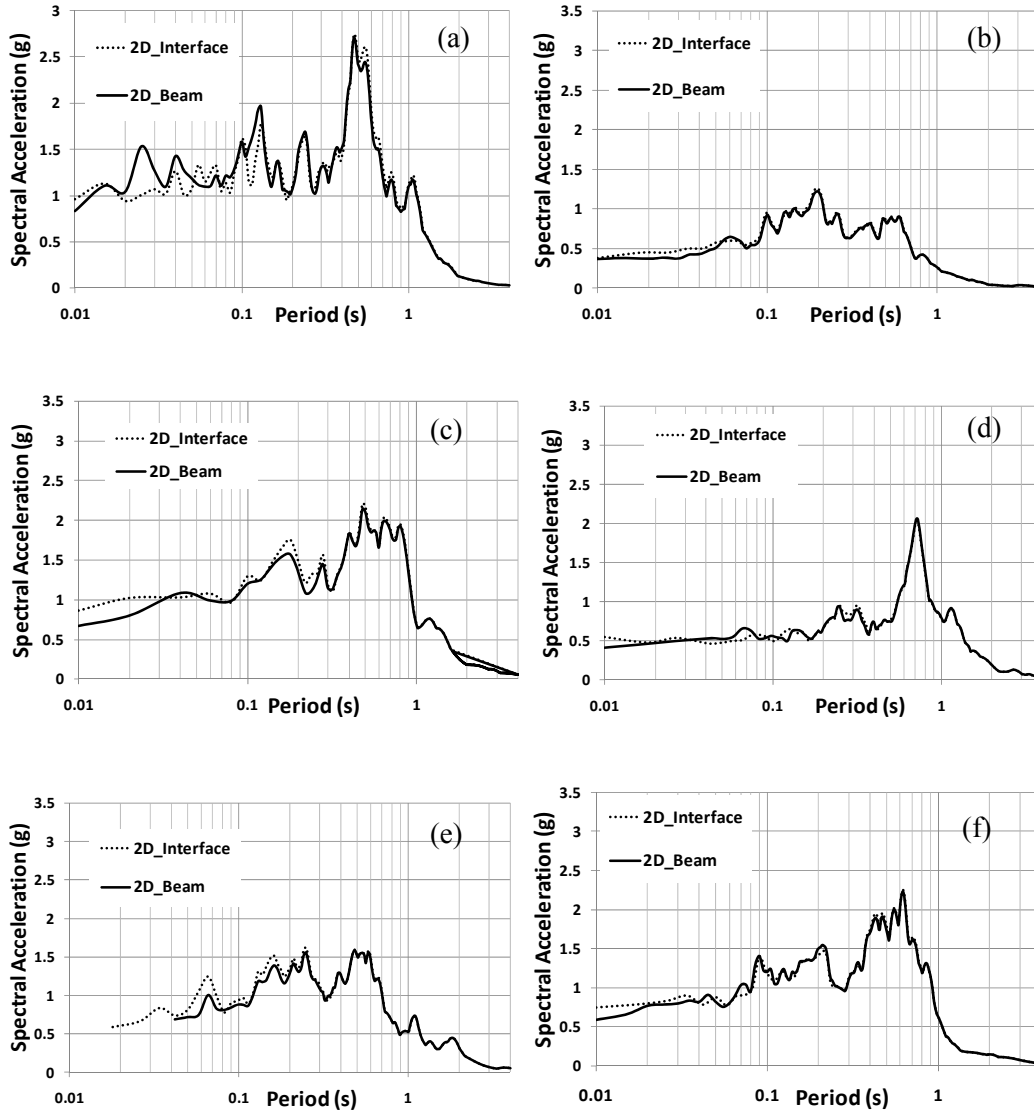 3
2.5
2
1.5
1
0.5
0
Spectral Acceleration (g)
2D_Interface
2D_Beam
(a)
0.01
0.1
1
Period (s)
3.5
3
2.5
2
1.5
1
0.5
0
Spectral Acceleration (g)
2D_Interface
2D_Beam
(b)
0.01
0.1
1
Period (s)
3.5
3
2.5
2
1.5
1
0.5
0
Spectral Acceleration (g)
2D_Interface
2D_Beam
(c)
0.01
0.1
1
Period (s)
3.5
3
2.5
2
1.5
1
0.5
0
Spectral Acceleration (g)
2D_Interface
2D_Beam
(d)
0.01
0.1
1
Period (s)
3.5
3
2.5
2
1.5
1
0.5
0
Spectral Acceleration (g)
2D_Interface
2D_Beam
(e)
0.01
0.1
1
Period (s)
3.5
3
2.5
2
1.5
1
0.5
0
Spectral Acceleration (g)
2D_Interface
2D_Beam
(f)
0.01
0.1
1
Period (s)